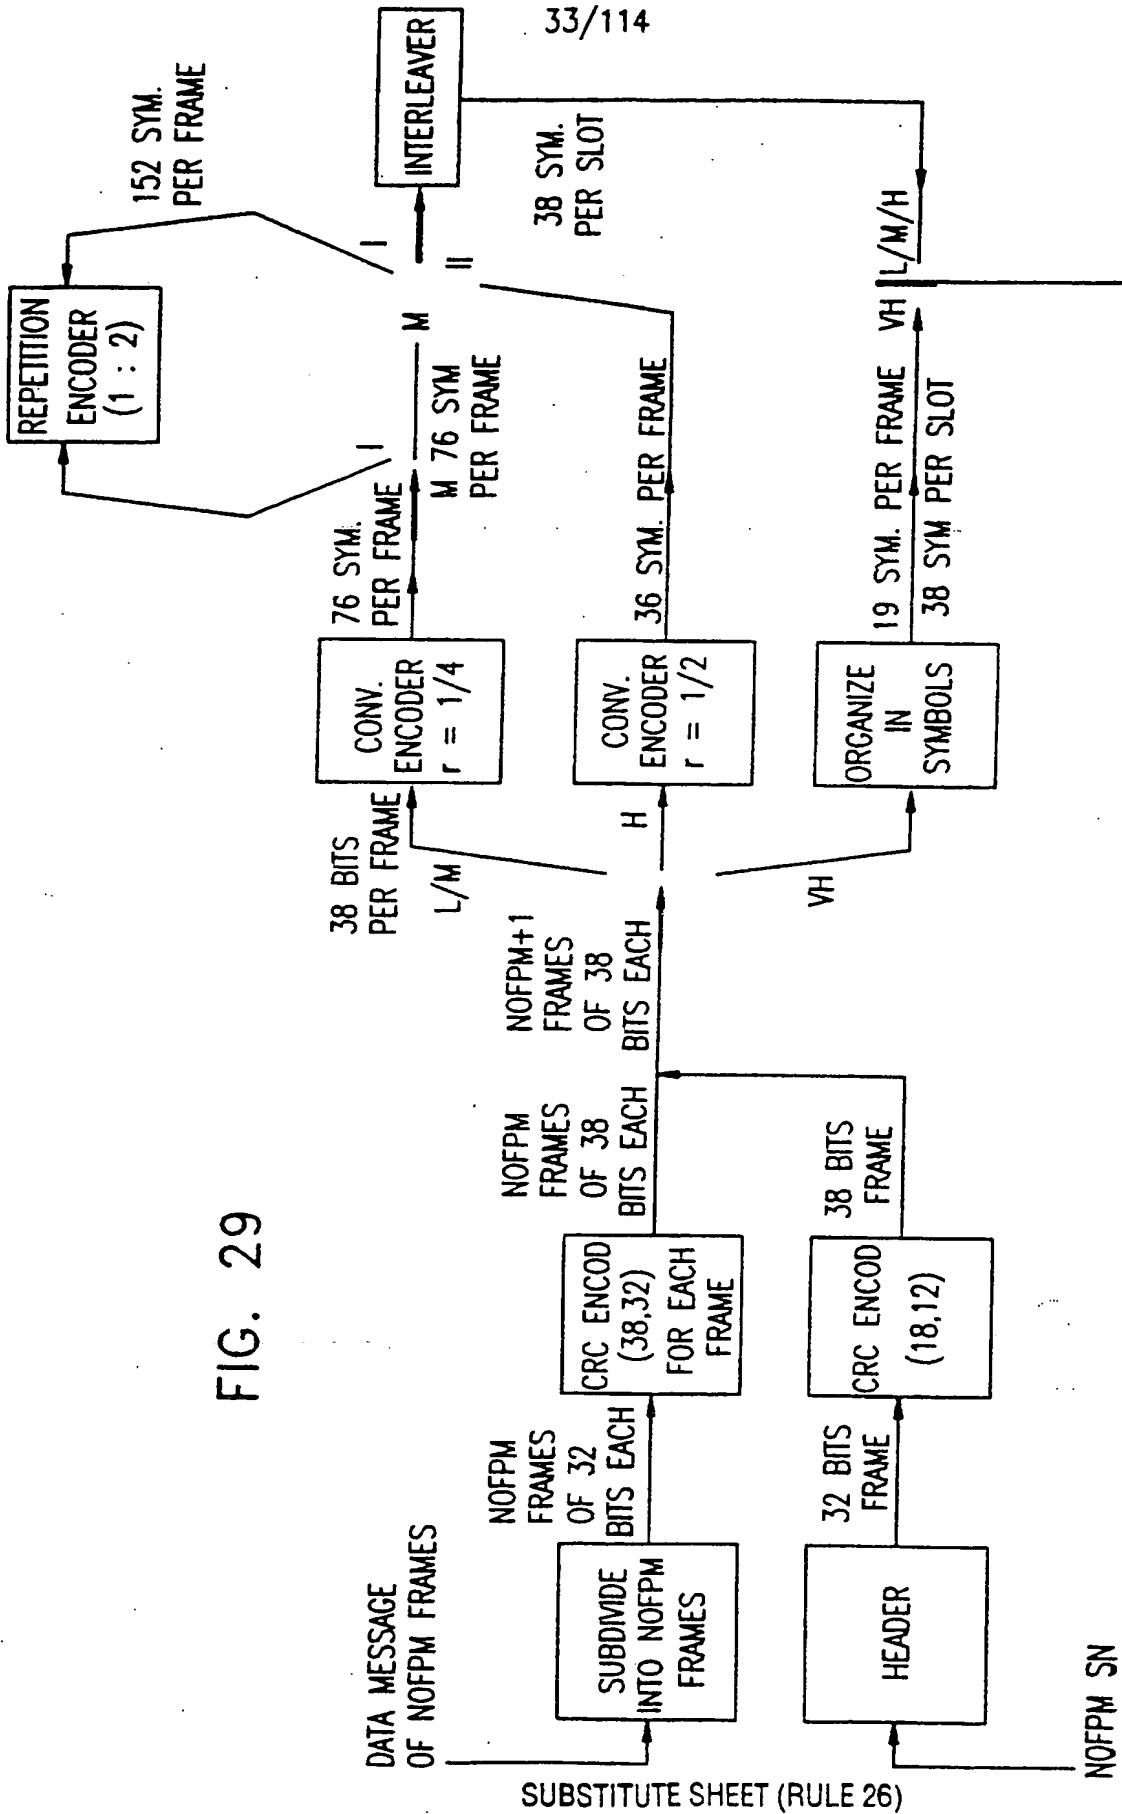 33/114
FIG. 29
DATA MESSAGE
OF NOFPM FRAMES
SUBDIVIDE
INTO NOFPM
FRAMES
NOFPM
FRAMES
OF 32
BITS EACH
CRC ENCOD
(38,32)
FOR EACH
FRAME
NOFPM
FRAMES
OF 38
BITS EACH
NOFPM+1
FRAMES
OF 38
BITS EACH
NOFPM SN
HEADER
32 BITS
FRAME
CRC ENCOD
(18,12)
38 BITS
FRAME
L/M
38 BITS
PER FRAME
H
VH
CONV.
ENCODER
r = 1/4
76 SYM.
PER FRAME
CONV.
ENCODER
r = 1/2
36 SYM. PER FRAME
ORGANIZE
IN
SYMBOLS
19 SYM. PER FRAME
38 SYM PER SLOT
I
M 76 SYM
PER FRAME
REPETITION
ENCODER
(1 : 2)
152 SYM.
PER FRAME
I
M
II
INTERLEAVER
38 SYM.
PER SLOT
VH
L/M/H
SUBSTITUTE SHEET (RULE 26)